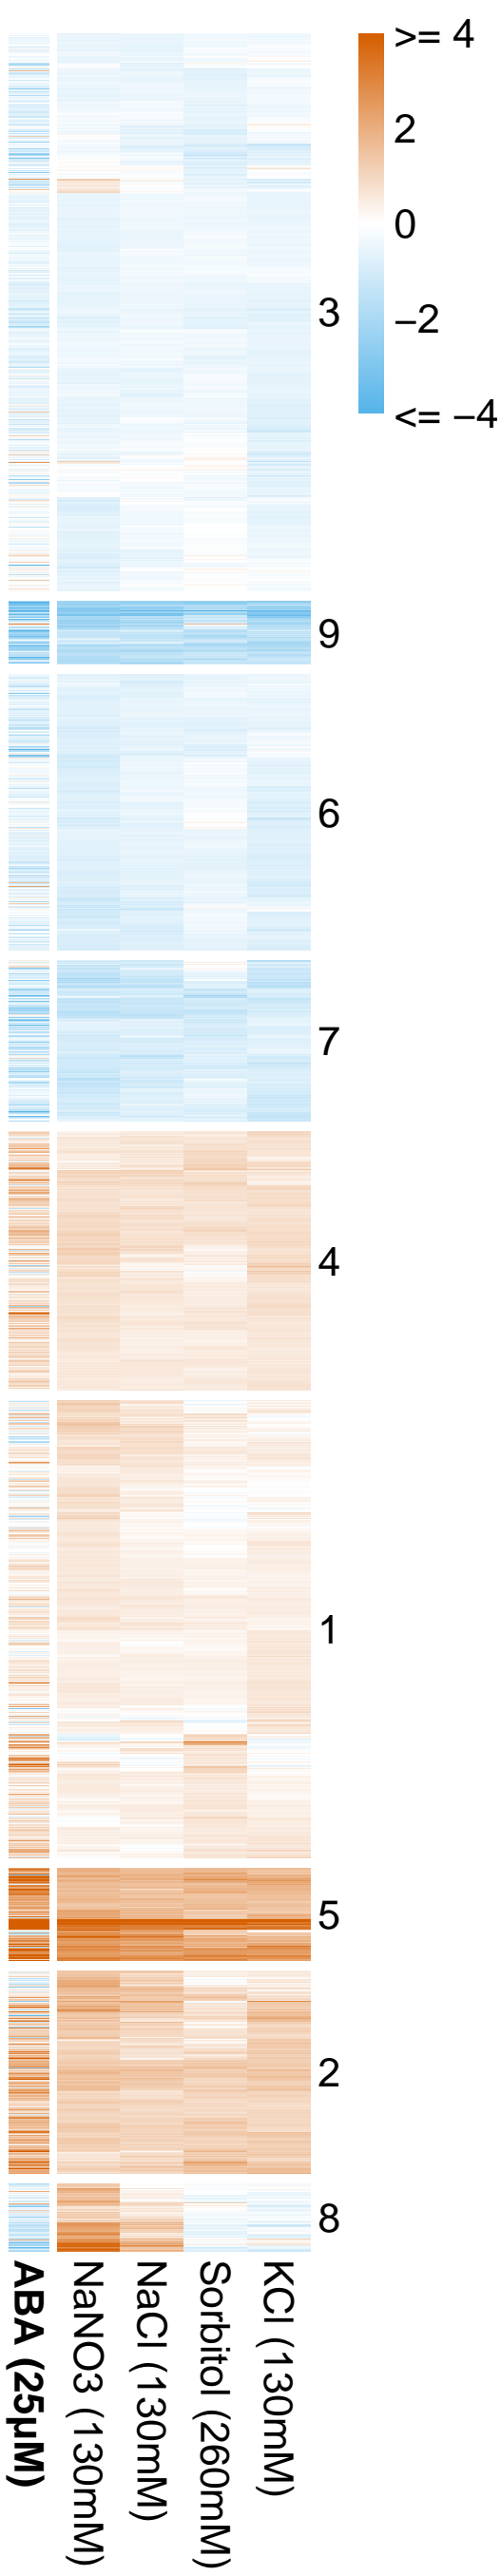 >= 4
2
0
−2
<= −4
3
9
6
7
4
1
5
2
8
ABA (25µM)
NaNO3 (130mM)
NaCl (130mM)
Sorbitol (260mM)
KCl (130mM)